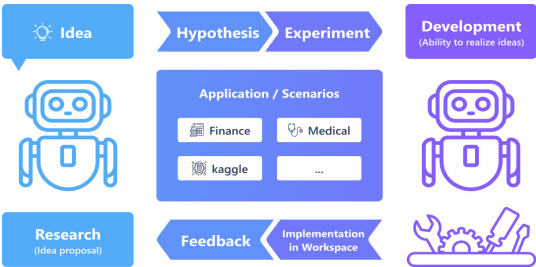 Idea
Hypothesis
Experiment
Development
(Ability to realize ideas)
Application / Scenarios
Finance
Medical
kaggle
...
Research
(Idea proposal)
Feedback
Implementation
in Workspace